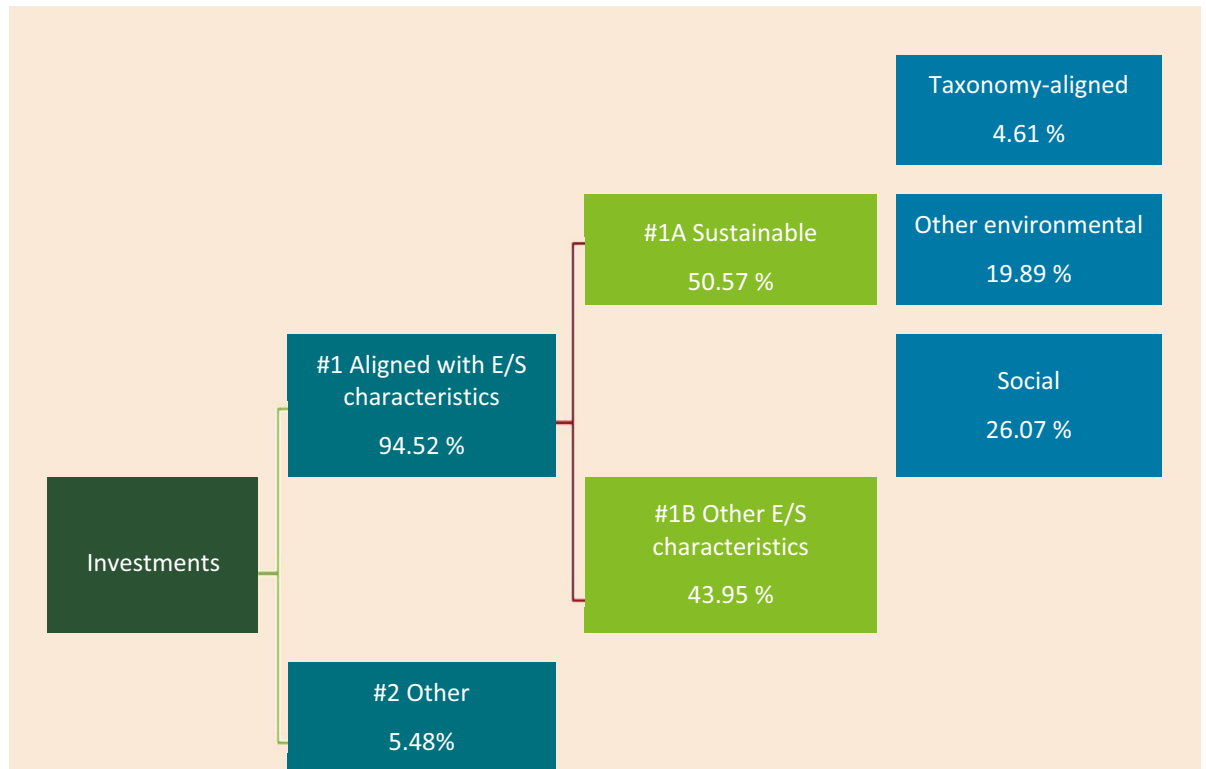 Investments
#1 Aligned with E/S
characteristics
94.52 %
#2 Other
5.48%
#1A Sustainable
50.57 %
#1B Other E/S
characteristics
43.95 %
Taxonomy-aligned
4.61 %
Other environmental
19.89 %
Social
26.07 %